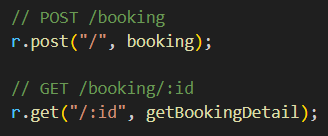 // POST /booking
r.post("/", booking);
// GET /booking/:id
r.get("/:id", getBookingDetail);